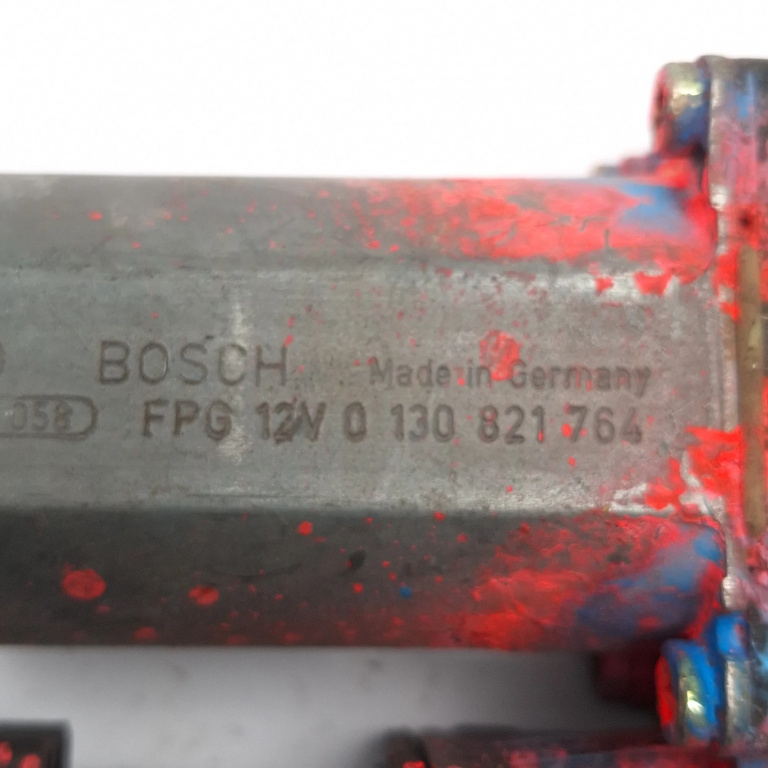 BOSCH Made in Germany
058 FPG 12V 0 130 821 764